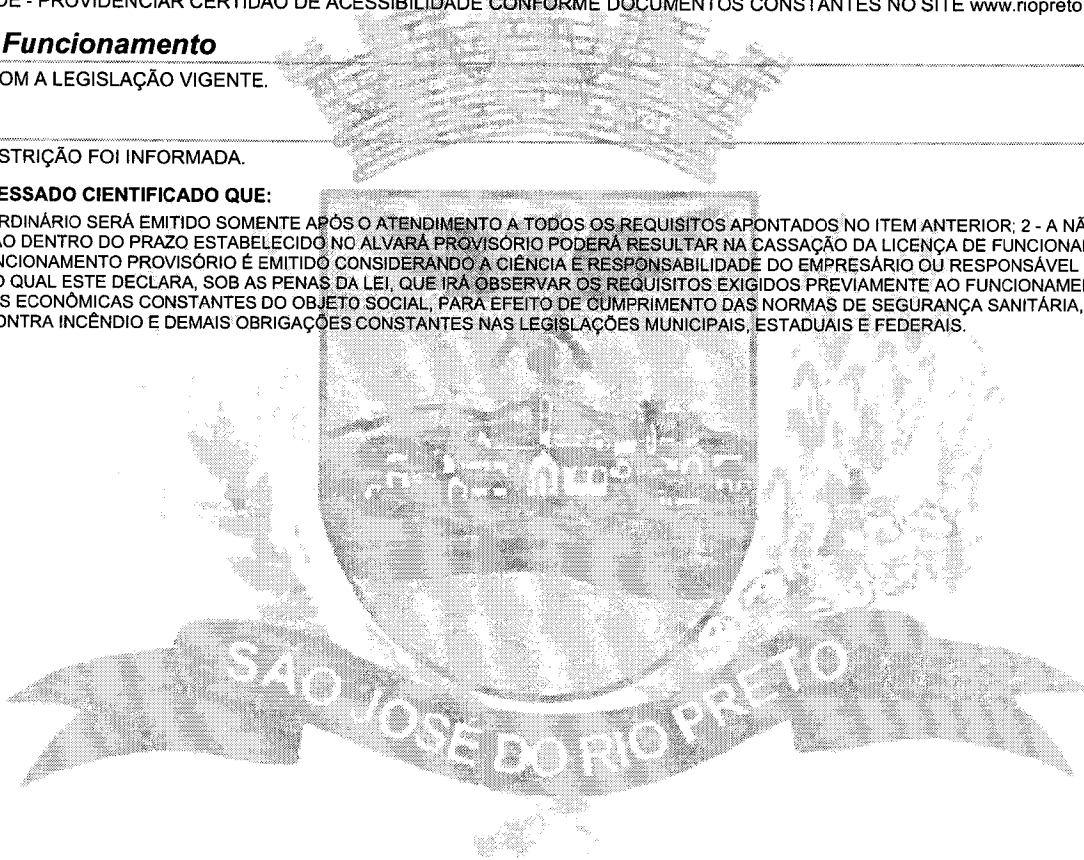 DE - PROVIDENCIAR CERTIDÃO DE ACESSIBILIDADE CONFORME DOCUMENTOS CONSTANTES NO SITE www.riopreto
Funcionamento
OM A LEGISLAÇÃO VIGENTE.
STRIÇÃO FOI INFORMADA.
ESSADO CIENTIFICADO QUE:
RDINÁRIO SERÁ EMITIDO SOMENTE APÓS O ATENDIMENTO A TODOS OS REQUISITOS APONTADOS NO ITEM ANTERIOR; 2 - A NÃ
ÃO DENTRO DO PRAZO ESTABELECIDO NO ALVARÁ PROVISÓRIO PODERÁ RESULTAR NA CASSAÇÃO DA LICENÇA DE FUNCIONA
NCIONAMENTO PROVISÓRIO É EMITIDO CONSIDERANDO A CIÊNCIA E RESPONSABILIDADE DO EMPRESÁRIO OU RESPONSÁVEL
O QUAL ESTE DECLARA, SOB AS PENAS DA LEI, QUE IRÁ OBSERVAR OS REQUISITOS EXIGIDOS PREVIAMENTE AO FUNCIONAME
S ECONÔMICAS CONSTANTES DO OBJETO SOCIAL, PARA EFEITO DE CUMPRIMENTO DAS NORMAS DE SEGURANÇA SANITÁRIA,
ONTRA INCÊNDIO E DEMAIS OBRIGAÇÕES CONSTANTES NAS LEGISLAÇÕES MUNICIPAIS, ESTADUAIS E FEDERAIS.
SÃO JOSÉ DO RIO PRETO